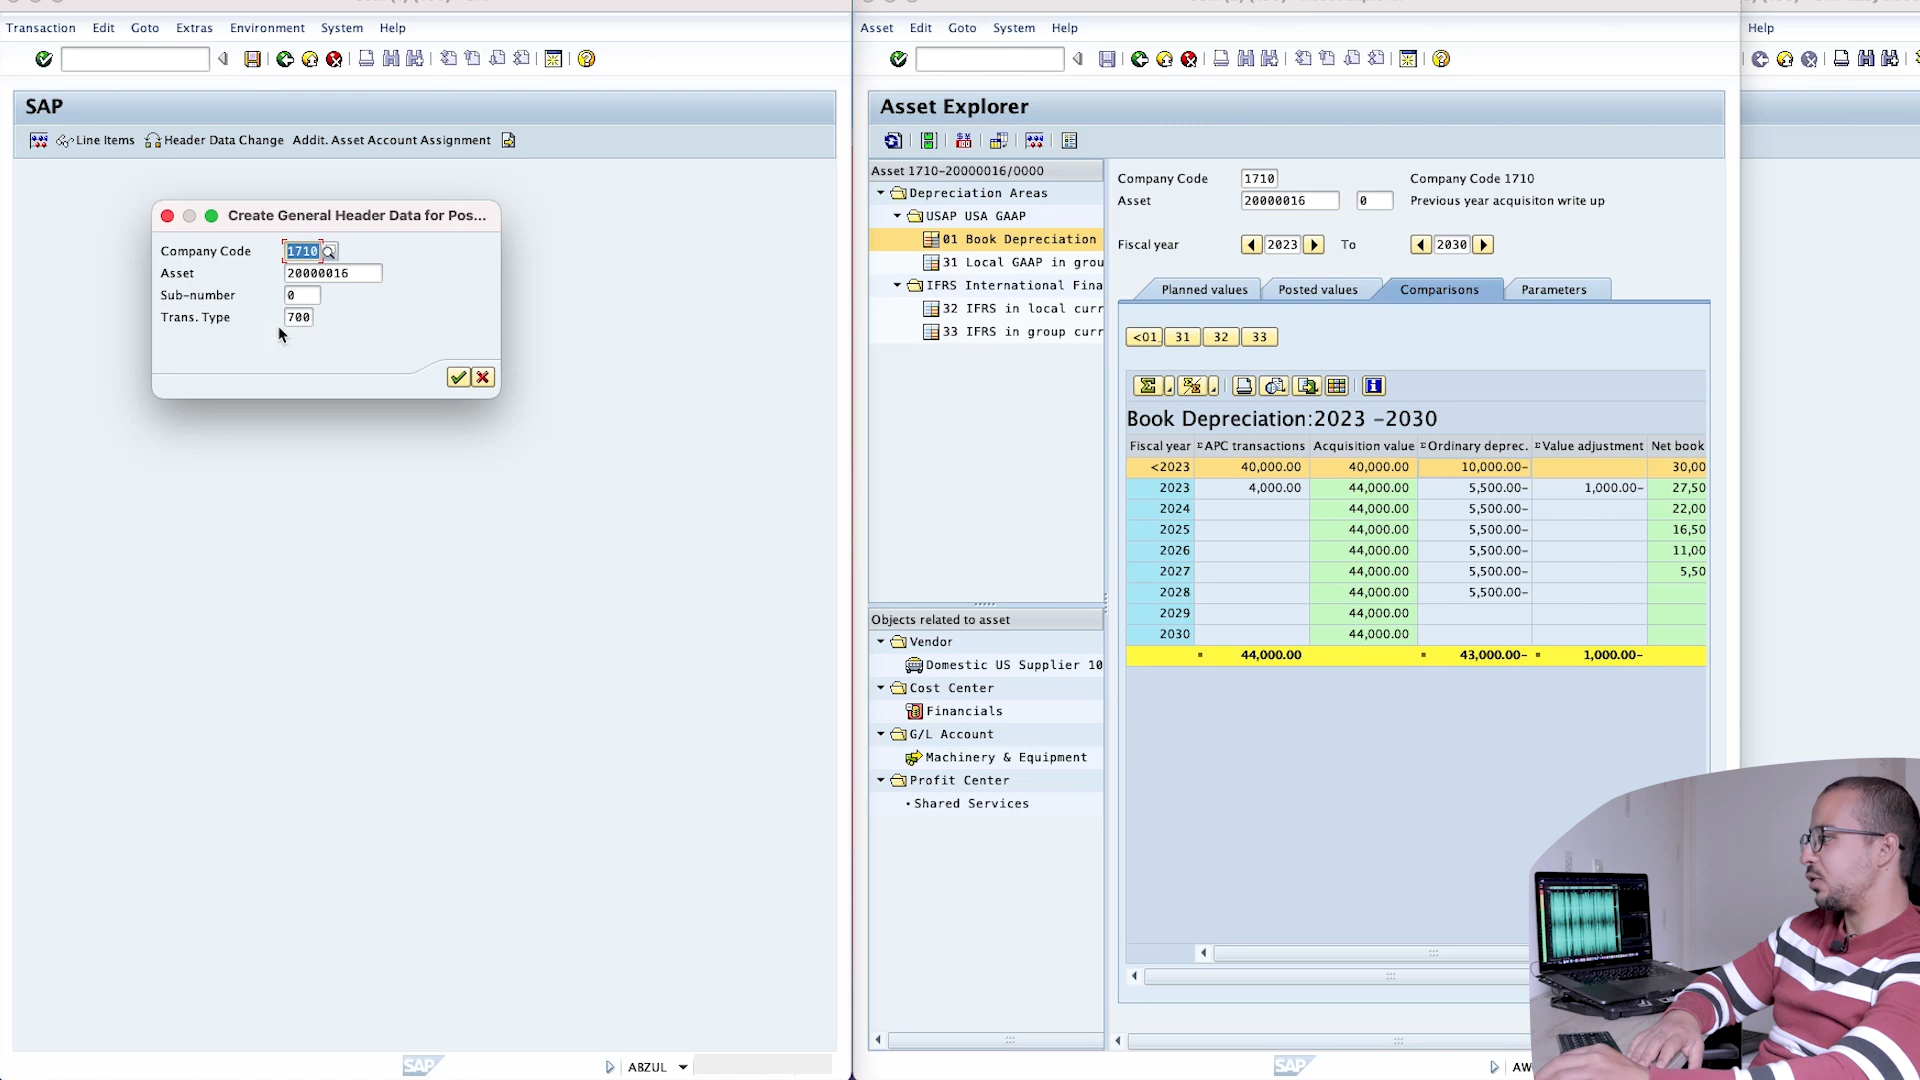 Transaction Edit Goto Extras Environment System Help
SAP
Line Items Header Data Change Addit. Asset Account Assignment
Create General Header Data for Pos...
Company Code 1710
Asset 20000016
Sub-number 0
Trans. Type 700
SAP ABZUL
Asset Edit Goto System Help
Asset Explorer
Asset 1710-20000016/0000
Depreciation Areas
USAP USA GAAP
01 Book Depreciation
31 Local GAAP in grou
IFRS International Fina
32 IFRS in local curr
33 IFRS in group curr
Objects related to asset
Vendor
Domestic US Supplier 10
Cost Center
Financials
G/L Account
Machinery & Equipment
Profit Center
Shared Services
Company Code 1710 Company Code 1710
Asset 20000016 0 Previous year acquisiton write up
Fiscal year 2023 To 2030
Planned values Posted values Comparisons Parameters
<01 31 32 33
Book Depreciation:2023 -2030
Fiscal year Σ APC transactions Acquisition value Σ Ordinary deprec. Σ Value adjustment Net book
<2023 40,000.00 40,000.00 10,000.00- 30,00
2023 4,000.00 44,000.00 5,500.00- 1,000.00- 27,50
2024 44,000.00 5,500.00- 22,00
2025 44,000.00 5,500.00- 16,50
2026 44,000.00 5,500.00- 11,00
2027 44,000.00 5,500.00- 5,50
2028 44,000.00 5,500.00-
2029 44,000.00
2030 44,000.00
44,000.00 43,000.00- 1,000.00-
SAP AW
Help